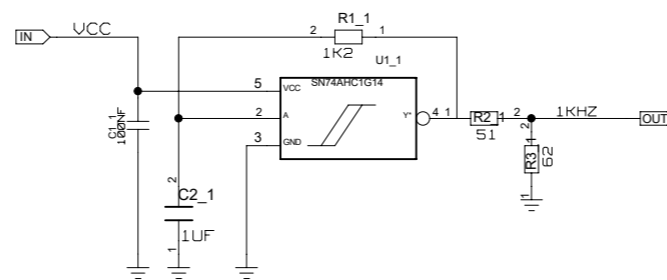 R1_1
IN
VCC
2
1
1K2
U1_1
SN74AHC1G14
5
VCC
C1_1
100NF
2
A
Y*
4
1
R2
1
2
1KHZ
OUT
51
3
GND
2
R3
62
1
2
C2_1
1UF
1